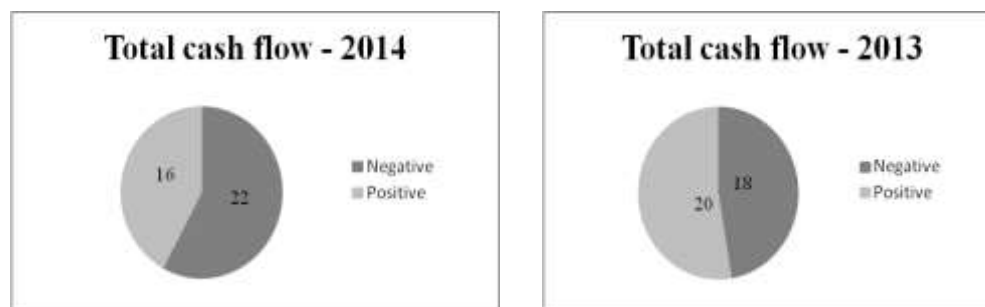 Total cash flow - 2014
16
22
Negative
Positive
Total cash flow - 2013
18
20
Negative
Positive